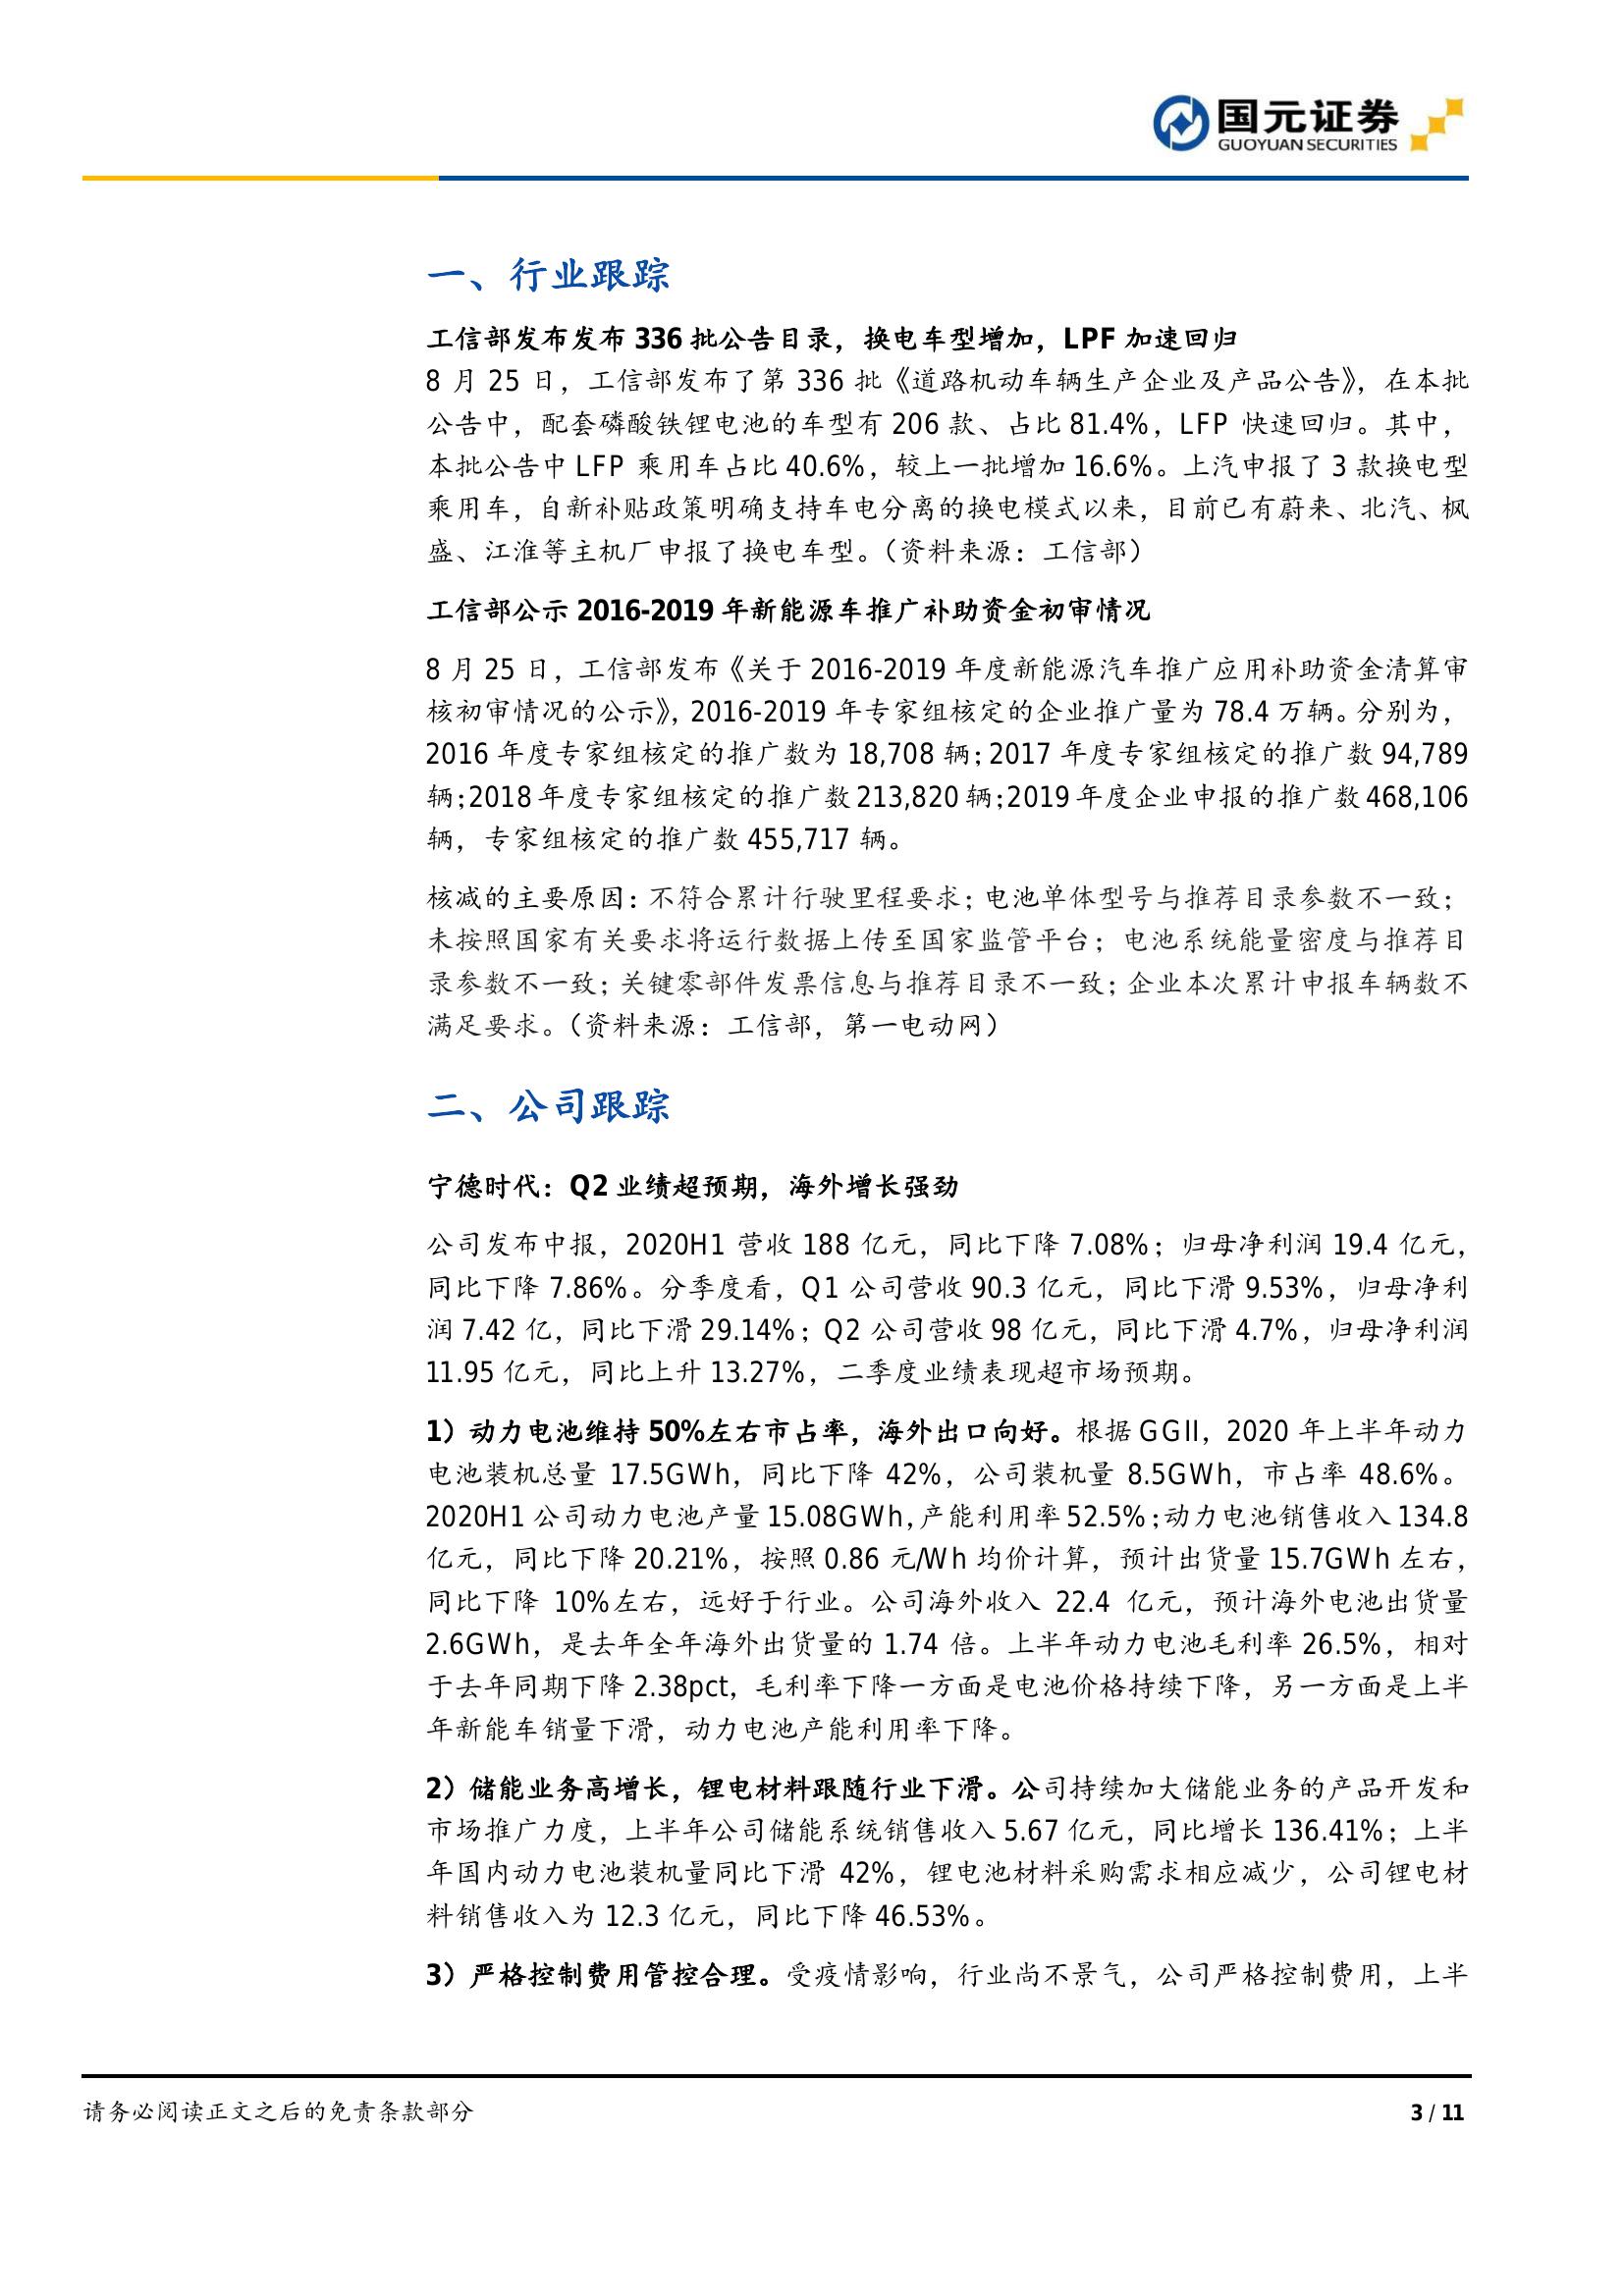 国元证券
GUOYUAN SECURITIES
一、行业跟踪
工信部发布发布 336 批公告目录，换电车型增加，LPF 加速回归
8 月 25 日，工信部发布了第 336 批《道路机动车辆生产企业及产品公告》，在本批
公告中，配套磷酸铁锂电池的车型有 206 款、占比 81.4%，LFP 快速回归。其中，
本批公告中 LFP 乘用车占比 40.6%，较上一批增加 16.6%。上汽申报了 3 款换电型
乘用车，自新补贴政策明确支持车电分离的换电模式以来，目前已有蔚来、北汽、枫
盛、江淮等主机厂申报了换电车型。（资料来源：工信部）
工信部公示 2016-2019 年新能源车推广补助资金初审情况
8 月 25 日，工信部发布《关于 2016-2019 年度新能源汽车推广应用补助资金清算审
核初审情况的公示》，2016-2019 年专家组核定的企业推广量为 78.4 万辆。分别为，
2016 年度专家组核定的推广数为 18,708 辆；2017 年度专家组核定的推广数 94,789
辆；2018 年度专家组核定的推广数 213,820 辆；2019 年度企业申报的推广数 468,106
辆，专家组核定的推广数 455,717 辆。
核减的主要原因：不符合累计行驶里程要求；电池单体型号与推荐目录参数不一致；
未按照国家有关要求将运行数据上传至国家监管平台；电池系统能量密度与推荐目
录参数不一致；关键零部件发票信息与推荐目录不一致；企业本次累计申报车辆数不
满足要求。（资料来源：工信部，第一电动网）
二、公司跟踪
宁德时代：Q2 业绩超预期，海外增长强劲
公司发布中报，2020H1 营收 188 亿元，同比下降 7.08%；归母净利润 19.4 亿元，
同比下降 7.86%。分季度看，Q1 公司营收 90.3 亿元，同比下滑 9.53%，归母净利
润 7.42 亿，同比下滑 29.14%；Q2 公司营收 98 亿元，同比下滑 4.7%，归母净利润
11.95 亿元，同比上升 13.27%，二季度业绩表现超市场预期。
1）动力电池维持 50%左右市占率，海外出口向好。根据 GGII，2020 年上半年动力
电池装机总量 17.5GWh，同比下降 42%，公司装机量 8.5GWh，市占率 48.6%。
2020H1 公司动力电池产量 15.08GWh，产能利用率 52.5%；动力电池销售收入 134.8
亿元，同比下降 20.21%，按照 0.86 元/Wh 均价计算，预计出货量 15.7GWh 左右，
同比下降 10%左右，远好于行业。公司海外收入 22.4 亿元，预计海外电池出货量
2.6GWh，是去年全年海外出货量的 1.74 倍。上半年动力电池毛利率 26.5%，相对
于去年同期下降 2.38pct，毛利率下降一方面是电池价格持续下降，另一方面是上半
年新能车销量下滑，动力电池产能利用率下降。
2）储能业务高增长，锂电材料跟随行业下滑。公司持续加大储能业务的产品开发和
市场推广力度，上半年公司储能系统销售收入 5.67 亿元，同比增长 136.41%；上半
年国内动力电池装机量同比下滑 42%，锂电池材料采购需求相应减少，公司锂电材
料销售收入为 12.3 亿元，同比下降 46.53%。
3）严格控制费用管控合理。受疫情影响，行业尚不景气，公司严格控制费用，上半
请务必阅读正文之后的免责条款部分
3 / 11